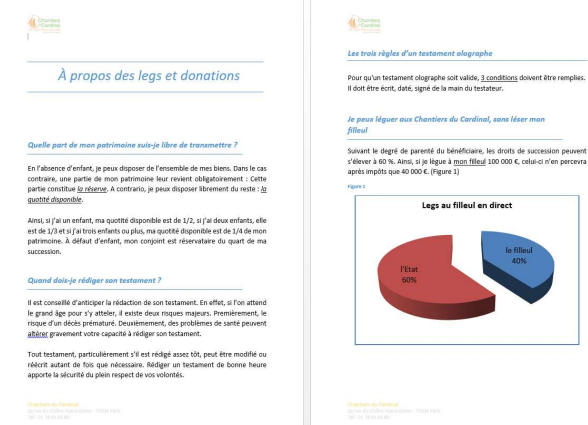 Chantiers
du Cardinal
À propos des legs et donations
Quelle part de mon patrimoine suis-je libre de transmettre ?
En l'absence d'enfant, je peux disposer de l'ensemble de mes biens. Dans le cas
contraire, une partie de mon patrimoine leur revient obligatoirement : Cette
partie constitue la réserve. A contrario, je peux disposer librement du reste : la
quotité disponible.
Ainsi, si j'ai un enfant, ma quotité disponible est de 1/2, si j'ai deux enfants, elle
est de 1/3 et si j'ai trois enfants ou plus, ma quotité disponible est de 1/4 de mon
patrimoine. À défaut d'enfant, mon conjoint est réservataire du quart de ma
succession.
Quand dois-je rédiger son testament ?
Il est conseillé d'anticiper la rédaction de son testament. En effet, si l'on attend
le grand âge pour s'y atteler, il existe deux risques majeurs. Premièrement, le
risque d'un décès prématuré. Deuxièmement, des problèmes de santé peuvent
altérer gravement votre capacité à rédiger son testament.
Tout testament, particulièrement s'il est rédigé assez tôt, peut être modifié ou
réécrit autant de fois que nécessaire. Rédiger un testament de bonne heure
apporte la sécurité du plein respect de vos volontés.
Chantiers du Cardinal
Chantiers
du Cardinal
Les trois règles d'un testament olographe
Pour qu'un testament olographe soit valide, 3 conditions doivent être remplies.
Il doit être écrit, daté, signé de la main du testateur.
Je peux léguer aux Chantiers du Cardinal, sans léser mon
filleul
Suivant le degré de parenté du bénéficiaire, les droits de succession peuvent
s'élever à 60 %. Ainsi, si je lègue à mon filleul 100 000 €, celui-ci n'en percevra
après impôts que 40 000 €. (Figure 1)
Figure 1
Legs au filleul en direct
l'Etat
60%
le filleul
40%
Chantiers du Cardinal